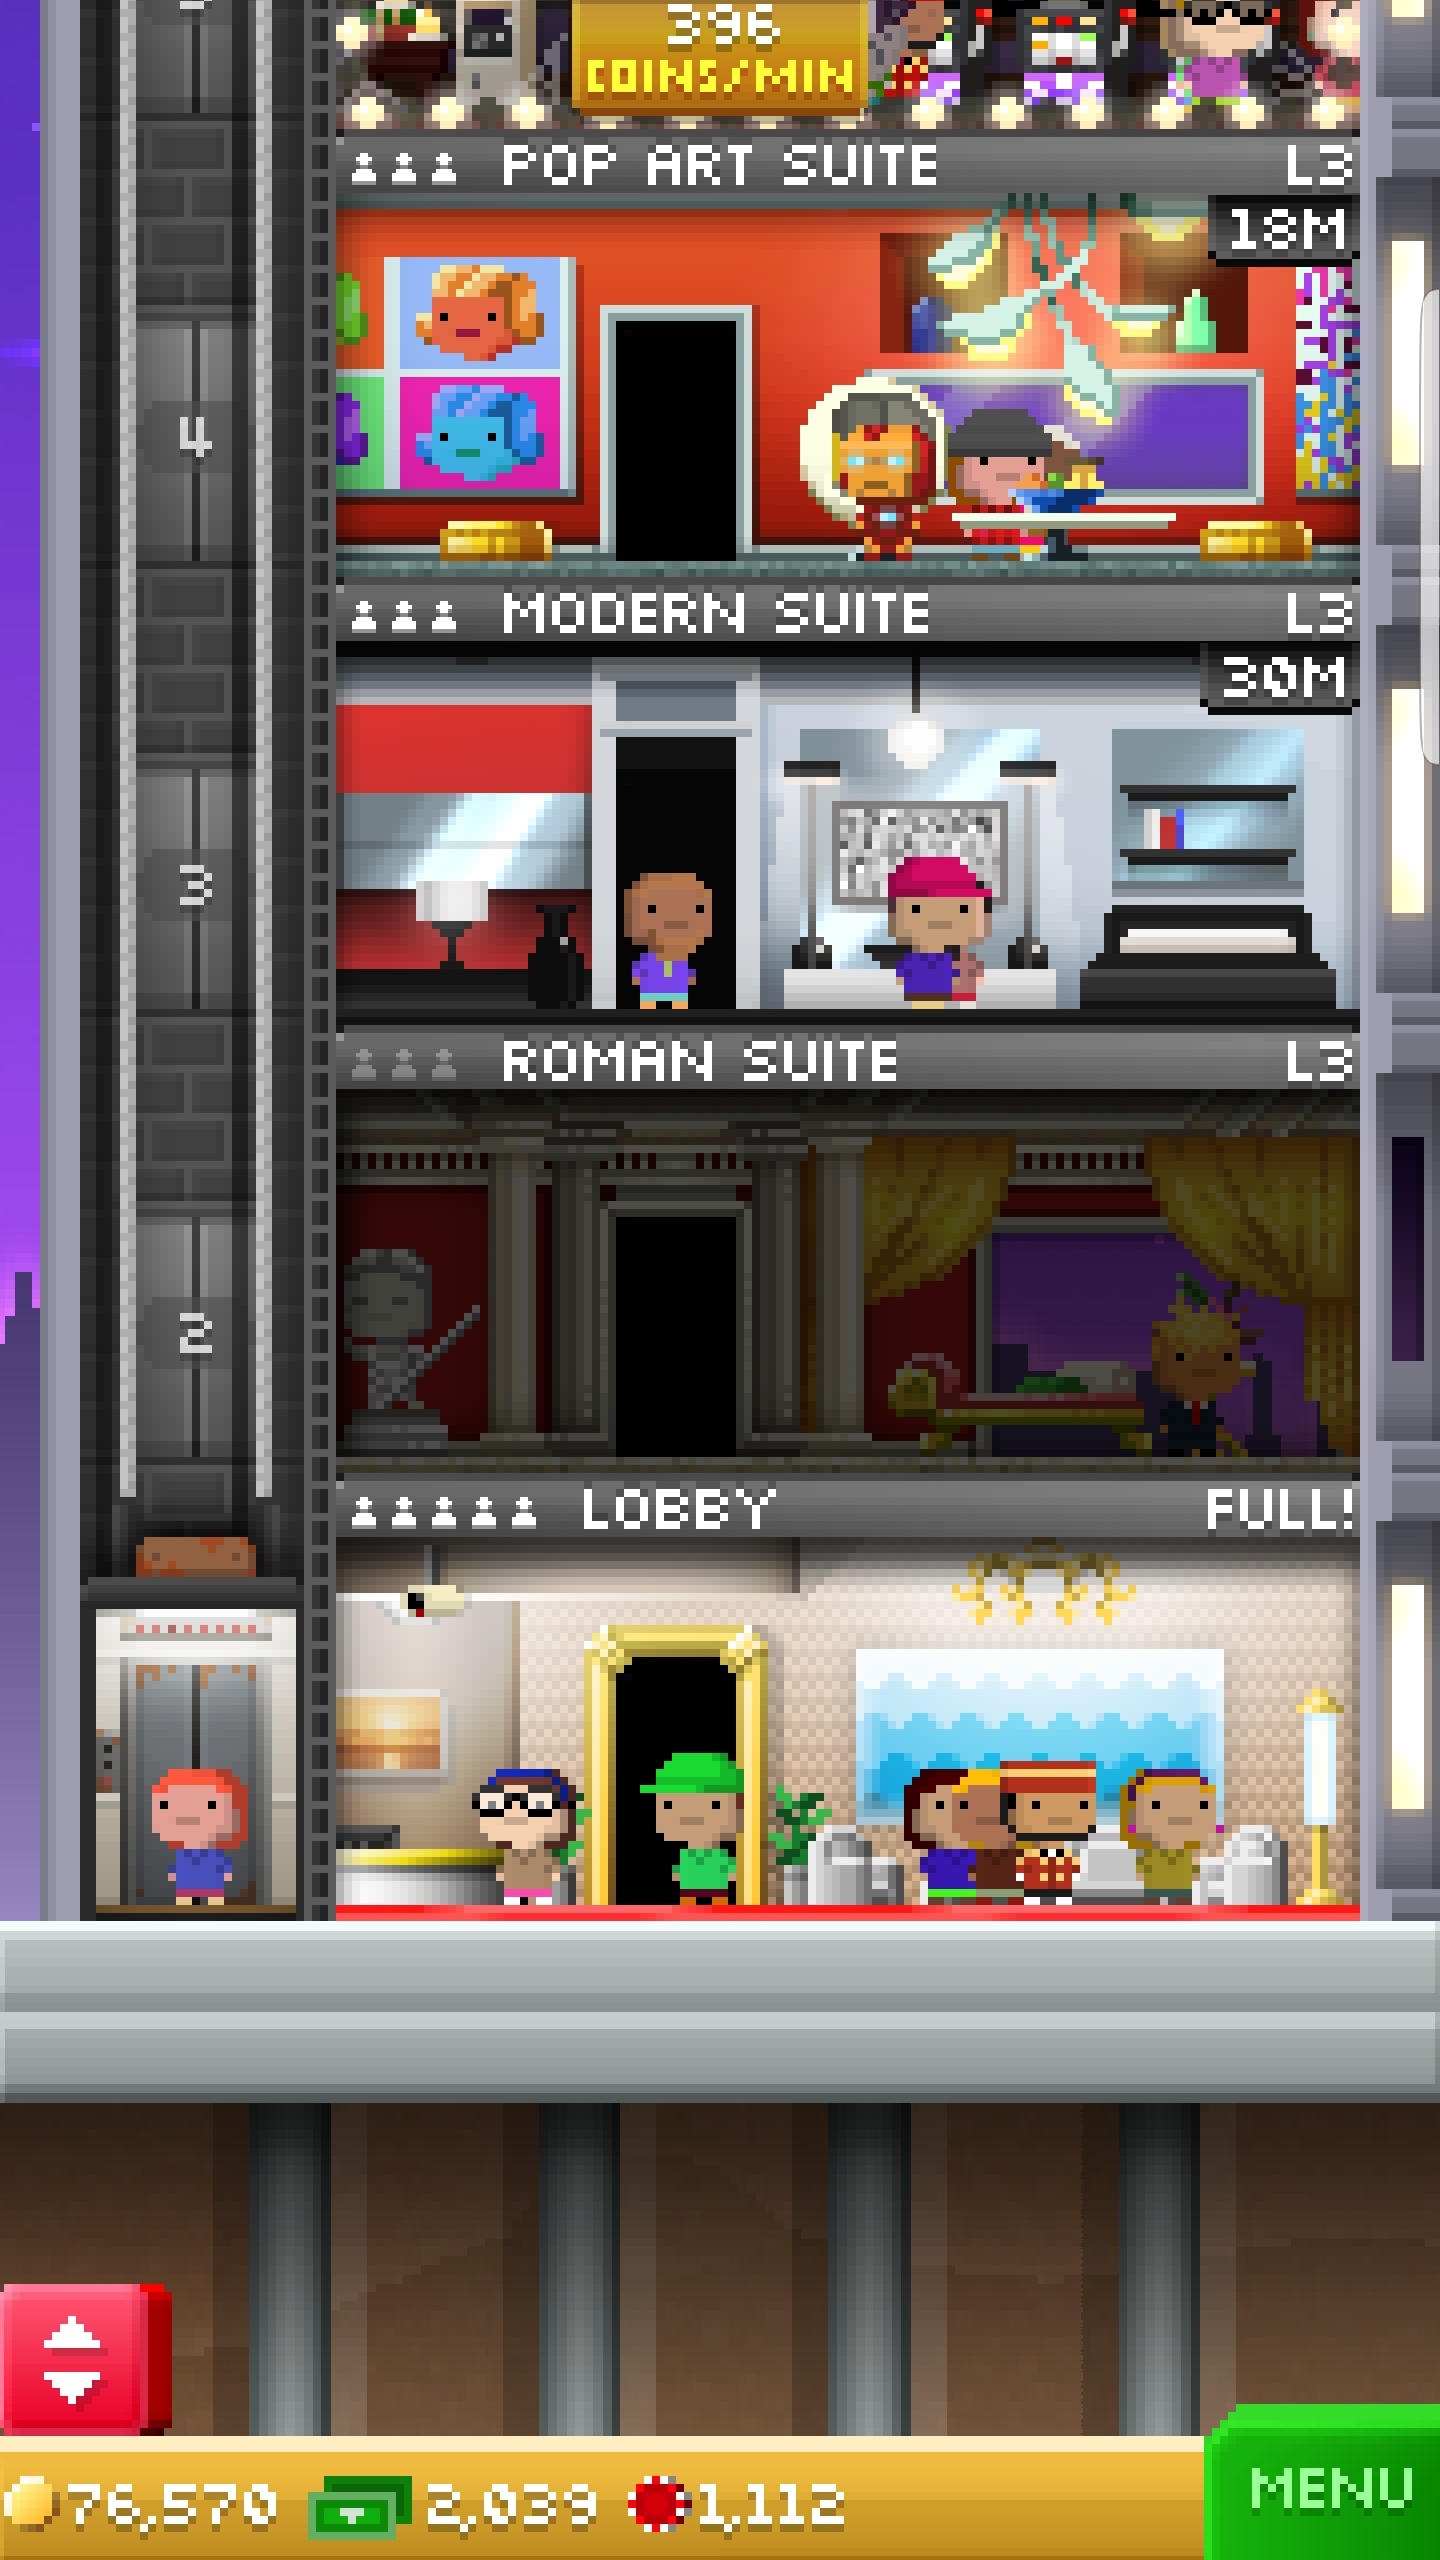 396
COINS/MIN
POP ART SUITE L3
18M
4
MODERN SUITE L3
30M
3
ROMAN SUITE L3
2
LOBBY FULL!
76,570 2,039 1,112
MENU